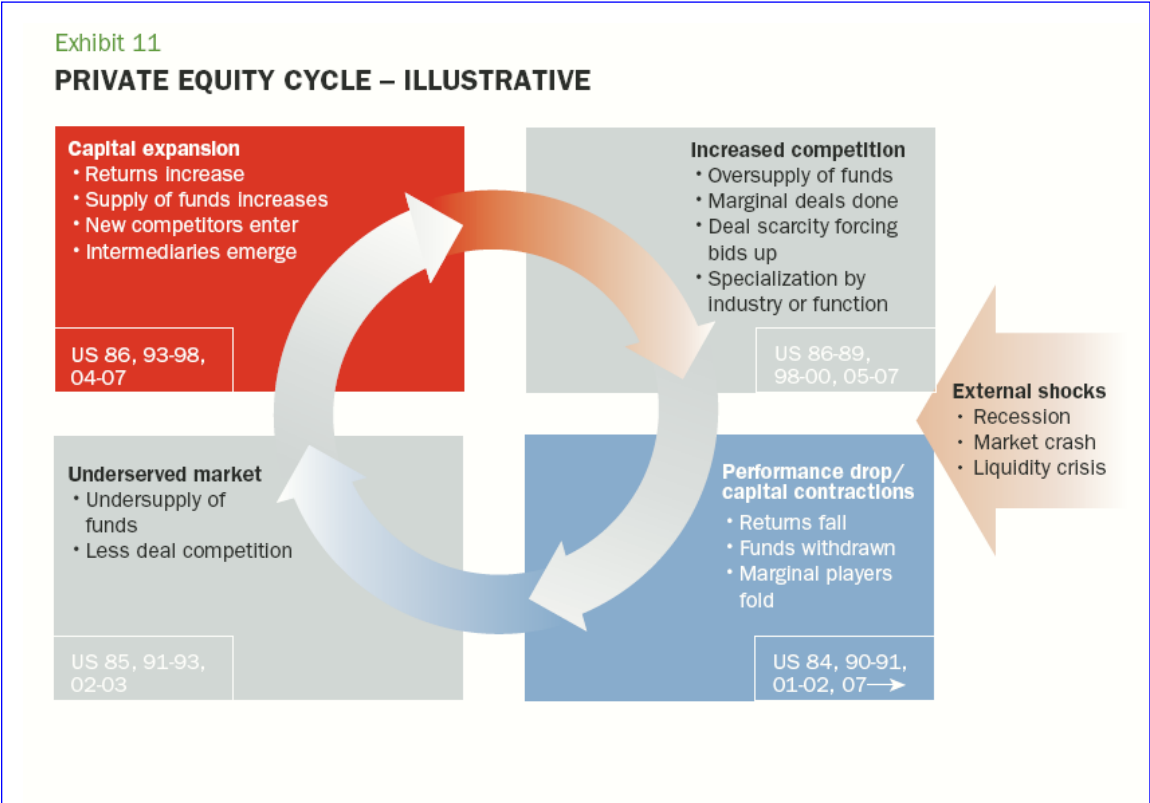 Exhibit 11
PRIVATE EQUITY CYCLE – ILLUSTRATIVE
Capital expansion
• Returns increase
• Supply of funds increases
• New competitors enter
• Intermediaries emerge
US 86, 93-98,
04-07
Increased competition
• Oversupply of funds
• Marginal deals done
• Deal scarcity forcing
bids up
• Specialization by
industry or function
US 86-89,
98-00, 05-07
External shocks
• Recession
• Market crash
• Liquidity crisis
Underserved market
• Undersupply of
funds
• Less deal competition
US 85, 91-93,
02-03
Performance drop/
capital contractions
• Returns fall
• Funds withdrawn
• Marginal players
fold
US 84, 90-91,
01-02, 07→